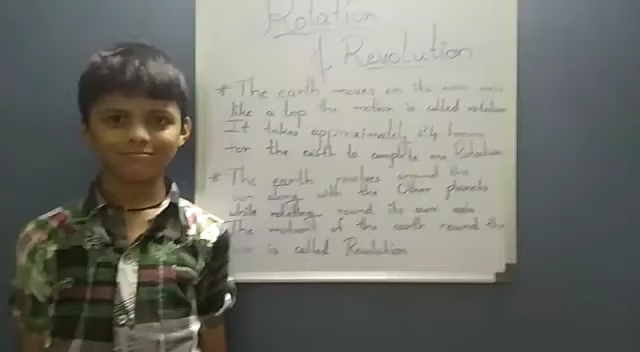 Rotation
& Revolution
* The earth moves on its own axis
like a top the motion is called rotation
It takes approximately 24 hours
for the earth to complete one Rotation
* The earth revolves around the
sun along with the Other planets
while rotating round its own axis
The motion of the earth round the
sun is called Revolution